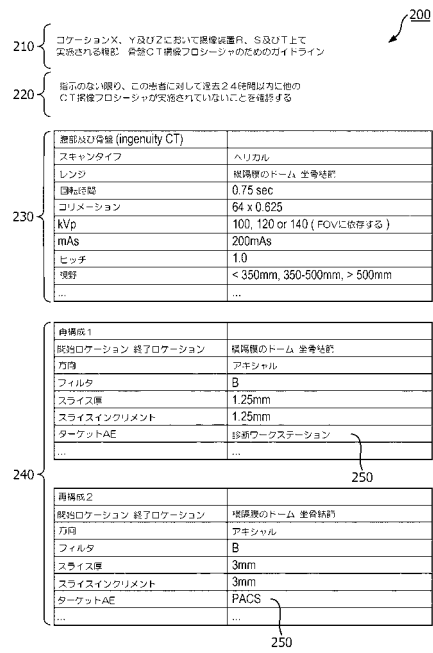 200
210
ロケーションX、Y及びZにおいて撮像装置R、S及びT上で
実施される腹部 骨盤CT撮像プロシージャのためのガイドライン
220
指示のない限り、この患者に対して過去24時間以内に他の
CT撮像プロシージャが実施されていないことを確認する
230
腹部及び骨盤 (ingenuity CT)
スキャンタイプ ヘリカル
レンジ 横隔膜のドーム 坐骨結節
回転時間 0.75 sec
コリメーション 64 x 0.625
kVp 100, 120 or 140 ( FOVに依存する )
mAs 200mAs
ピッチ 1.0
視野 < 350mm, 350-500mm, > 500mm
... ...
240
再構成1
開始ロケーション 終了ロケーション 横隔膜のドーム 坐骨結節
方向 アキシャル
フィルタ B
スライス厚 1.25mm
スライスインクリメント 1.25mm
ターゲットAE 診断ワークステーション
... ...
250
再構成2
開始ロケーション 終了ロケーション 横隔膜のドーム 坐骨結節
方向 アキシャル
フィルタ B
スライス厚 3mm
スライスインクリメント 3mm
ターゲットAE PACS
... ...
250